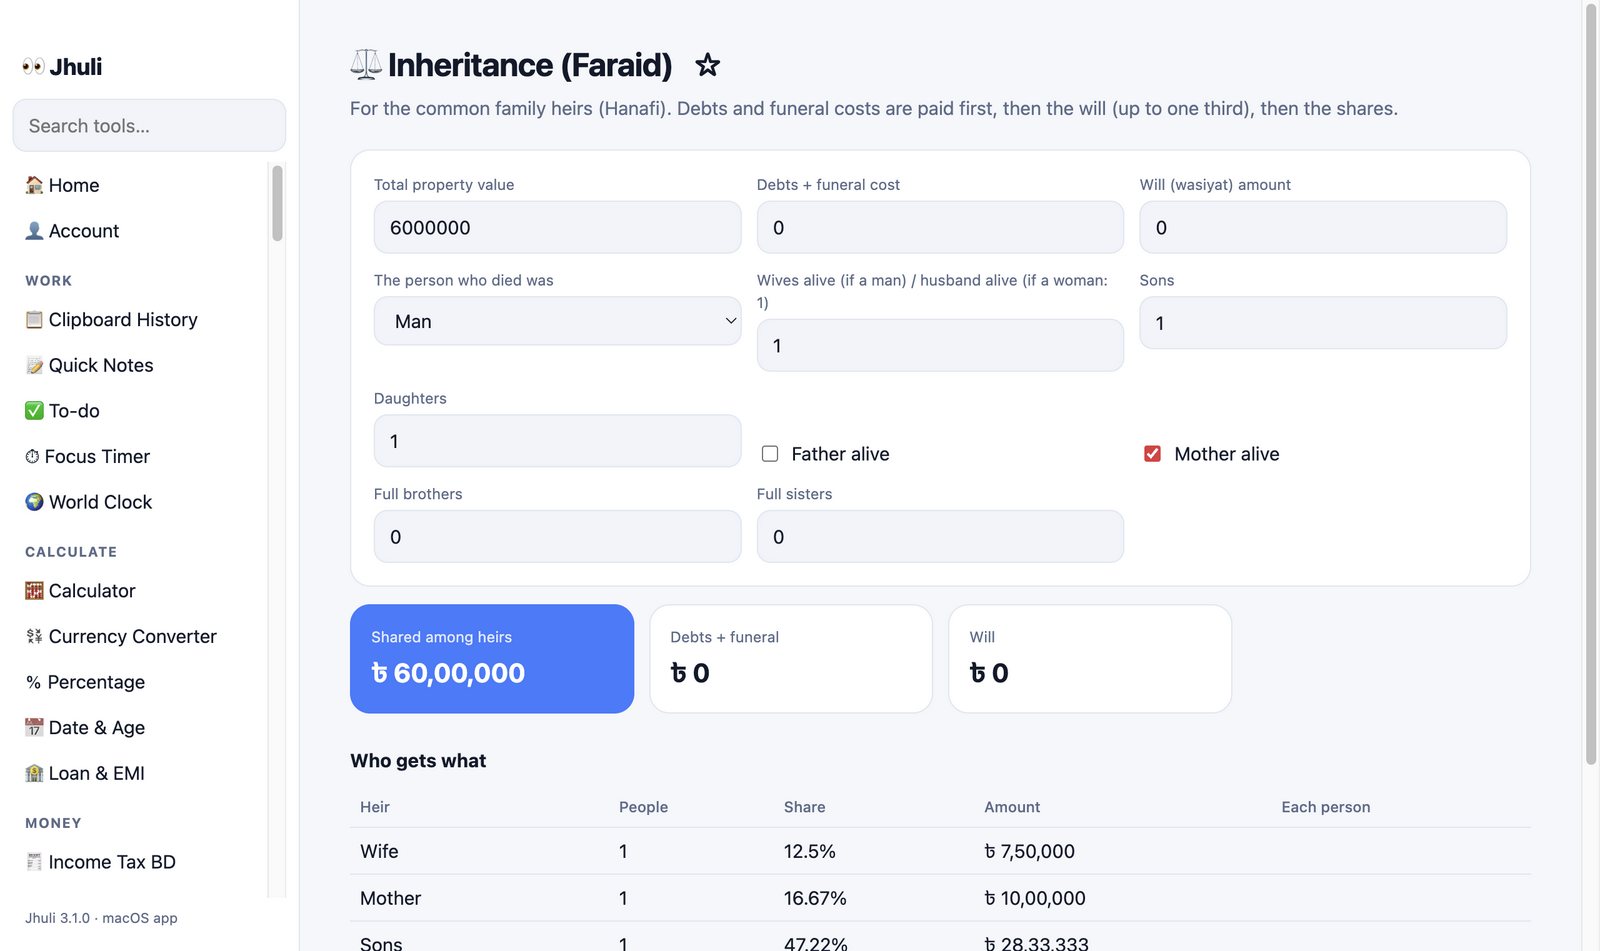 Jhuli
Search tools...
Home
Account
WORK
Clipboard History
Quick Notes
To-do
Focus Timer
World Clock
CALCULATE
Calculator
Currency Converter
% Percentage
Date & Age
Loan & EMI
MONEY
Income Tax BD
Jhuli 3.1.0 · macOS app
Inheritance (Faraid) ☆
For the common family heirs (Hanafi). Debts and funeral costs are paid first, then the will (up to one third), then the shares.
Total property value
6000000
Debts + funeral cost
0
Will (wasiyat) amount
0
The person who died was
Man
Wives alive (if a man) / husband alive (if a woman:
1)
1
Sons
1
Daughters
1
Father alive
Mother alive
Full brothers
0
Full sisters
0
Shared among heirs
৳ 60,00,000
Debts + funeral
৳ 0
Will
৳ 0
Who gets what
Heir People Share Amount Each person
Wife 1 12.5% ৳ 7,50,000
Mother 1 16.67% ৳ 10,00,000
Sons 1 47.22% ৳ 28,33,333